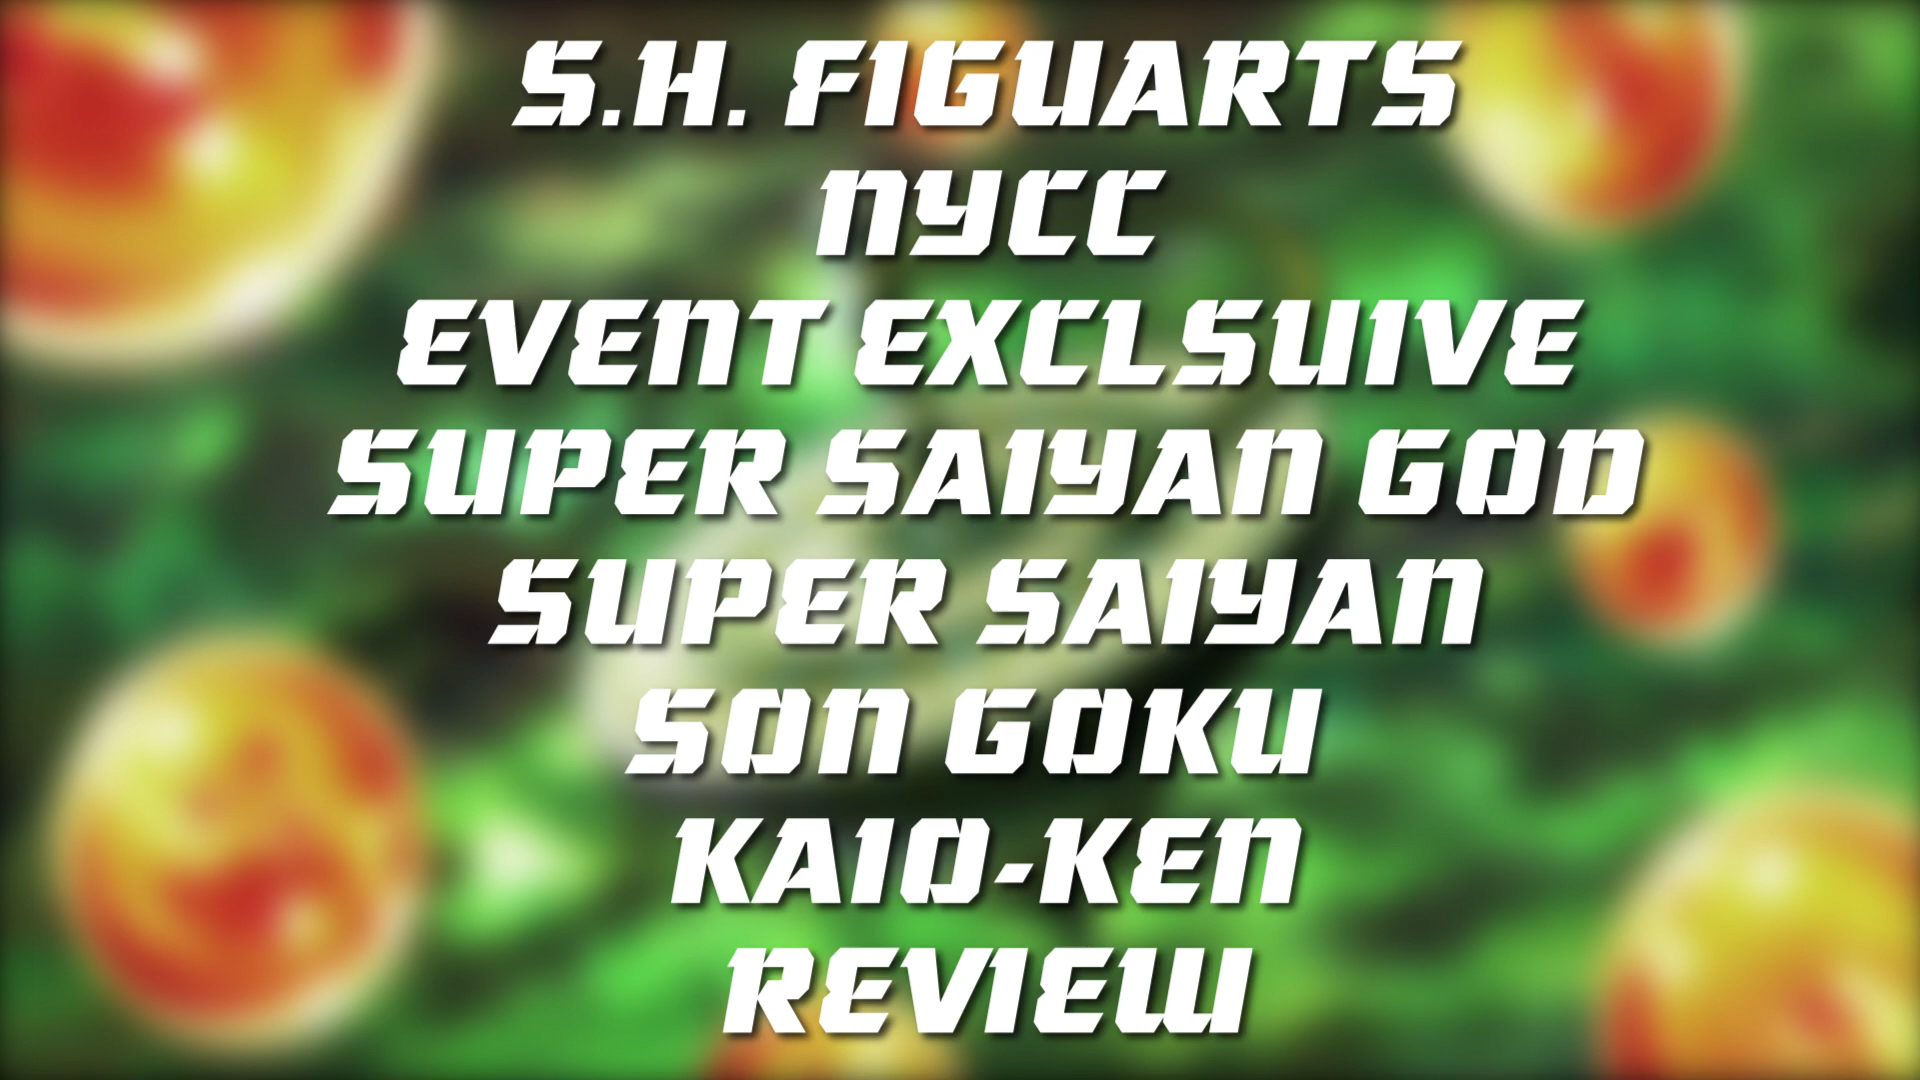 S.H. FIGUARTS
NYCC
EVENT EXCLSUIVE
SUPER SAIYAN GOD
SUPER SAIYAN
SON GOKU
KAIO-KEN
REVIEW